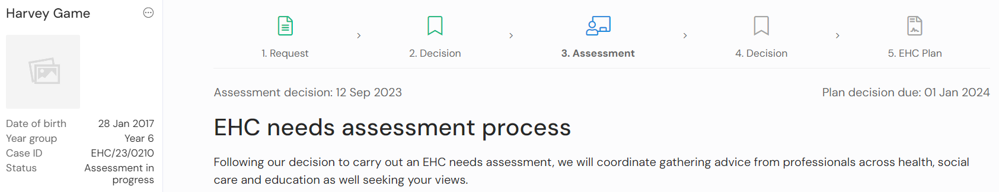 Harvey Game
Date of birth 28 Jan 2017
Year group Year 6
Case ID EHC/23/0210
Status Assessment in
progress
1. Request
2. Decision
3. Assessment
4. Decision
5. EHC Plan
Assessment decision: 12 Sep 2023
Plan decision due: 01 Jan 2024
EHC needs assessment process
Following our decision to carry out an EHC needs assessment, we will coordinate gathering advice from professionals across health, social
care and education as well seeking your views.